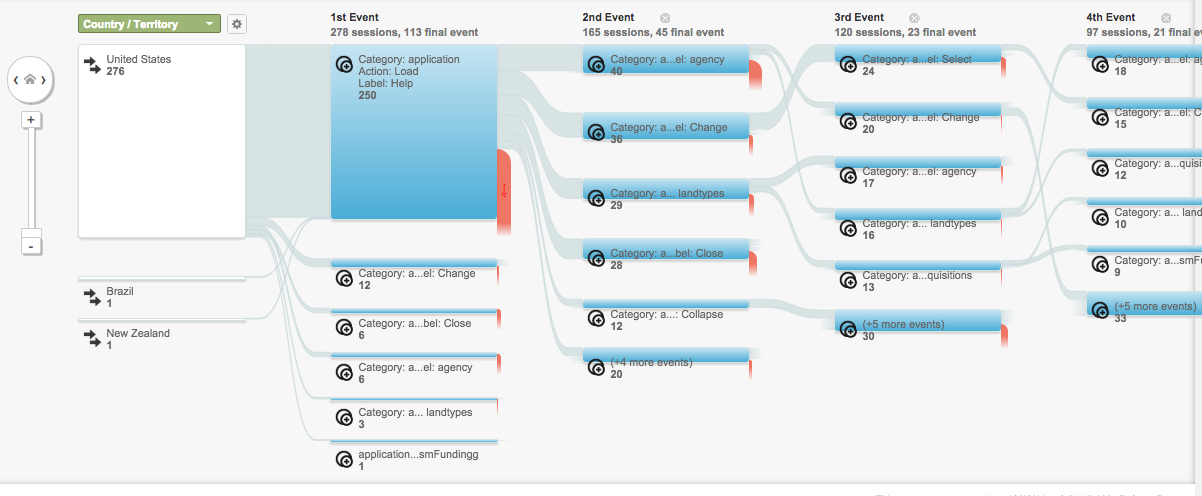 Country / Territory
United States
276
Brazil
1
New Zealand
1
1st Event
278 sessions, 113 final event
Category: application
Action: Load
Label: Help
250
Category: a...el: Change
12
Category: a...bel: Close
6
Category: a...el: agency
6
Category: a... landtypes
3
application...smFundingg
1
2nd Event
165 sessions, 45 final event
Category: a...el: agency
40
Category: a...el: Change
36
Category: a... landtypes
29
Category: a...bel: Close
28
Category: a...: Collapse
12
(+4 more events)
20
3rd Event
120 sessions, 23 final event
Category: a...el: Select
24
Category: a...el: Change
20
Category: a...el: agency
17
Category: a... landtypes
16
Category: a...quisitions
13
(+5 more events)
30
4th Event
97 sessions, 21 final ev
Category: a...el: ag
18
Category: a...el: C
15
Category: a...quisi
12
Category: a... land
10
Category: a...smFu
9
(+5 more events)
33
+
-